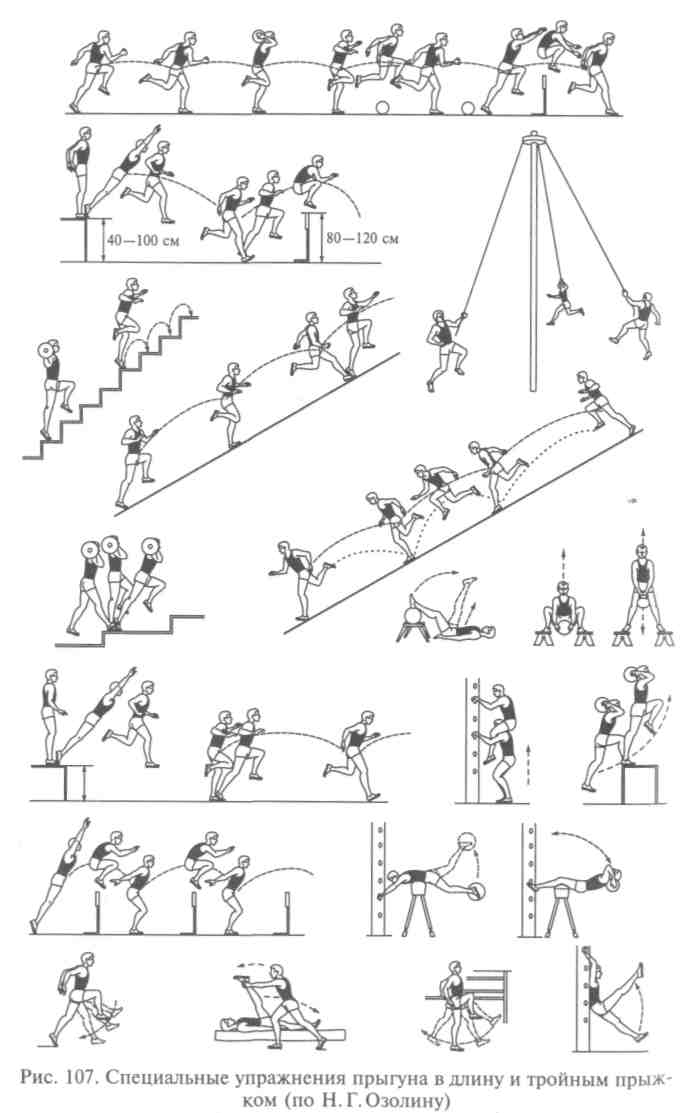 40—100 см
80—120 см
Рис. 107. Специальные упражнения прыгуна в длину и тройным прыж-
ком (по Н. Г. Озолину)